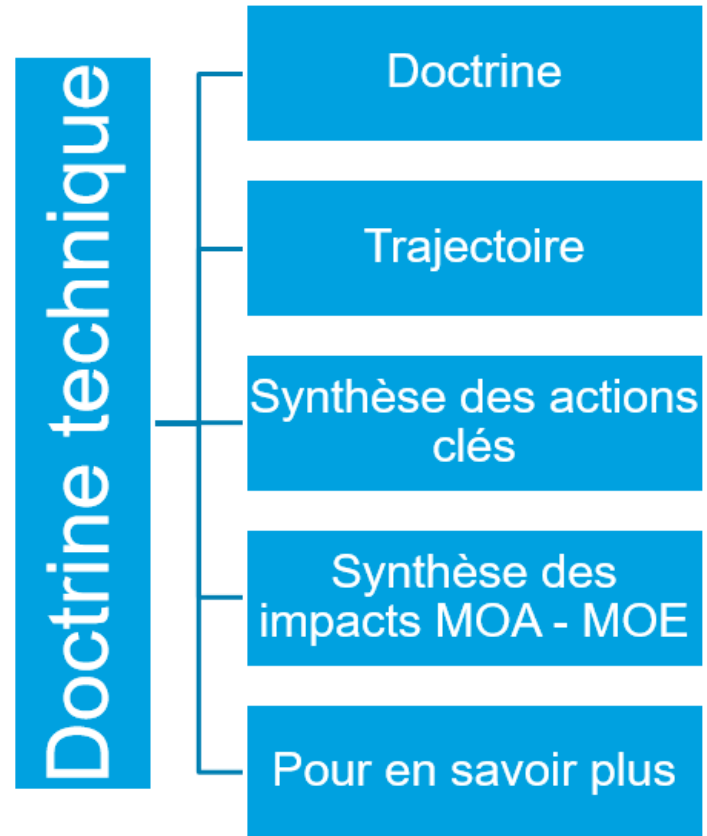 Doctrine technique
Doctrine
Trajectoire
Synthèse des actions
clés
Synthèse des
impacts MOA - MOE
Pour en savoir plus